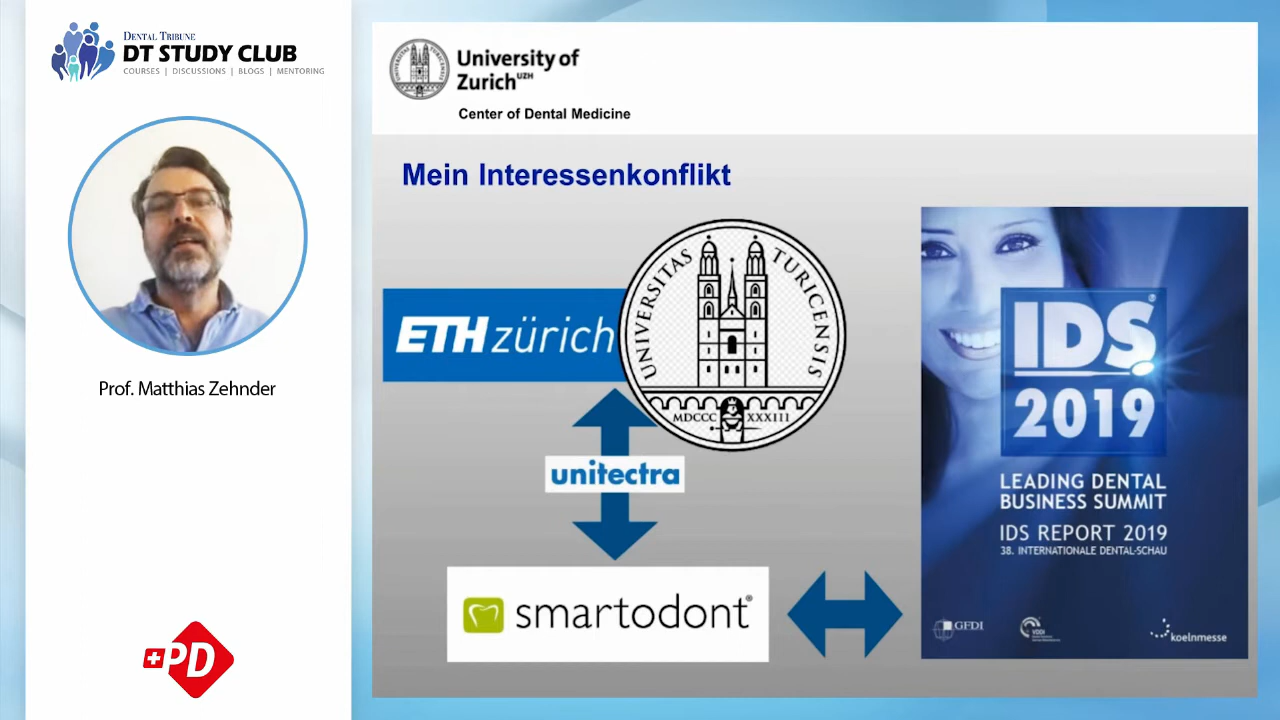 DENTAL TRIBUNE
DT STUDY CLUB
COURSES | DISCUSSIONS | BLOGS | MENTORING
Prof. Matthias Zehnder
PD
University of
Zurich UZH
Center of Dental Medicine
Mein Interessenkonflikt
ETH zürich
UNIVERSITAS TURICENSIS
MDCCC XXXIII
unitectra
smartodont®
IDS®
2019
LEADING DENTAL
BUSINESS SUMMIT
IDS REPORT 2019
38. INTERNATIONALE DENTAL-SCHAU
GFDI
VDDI
koelnmesse